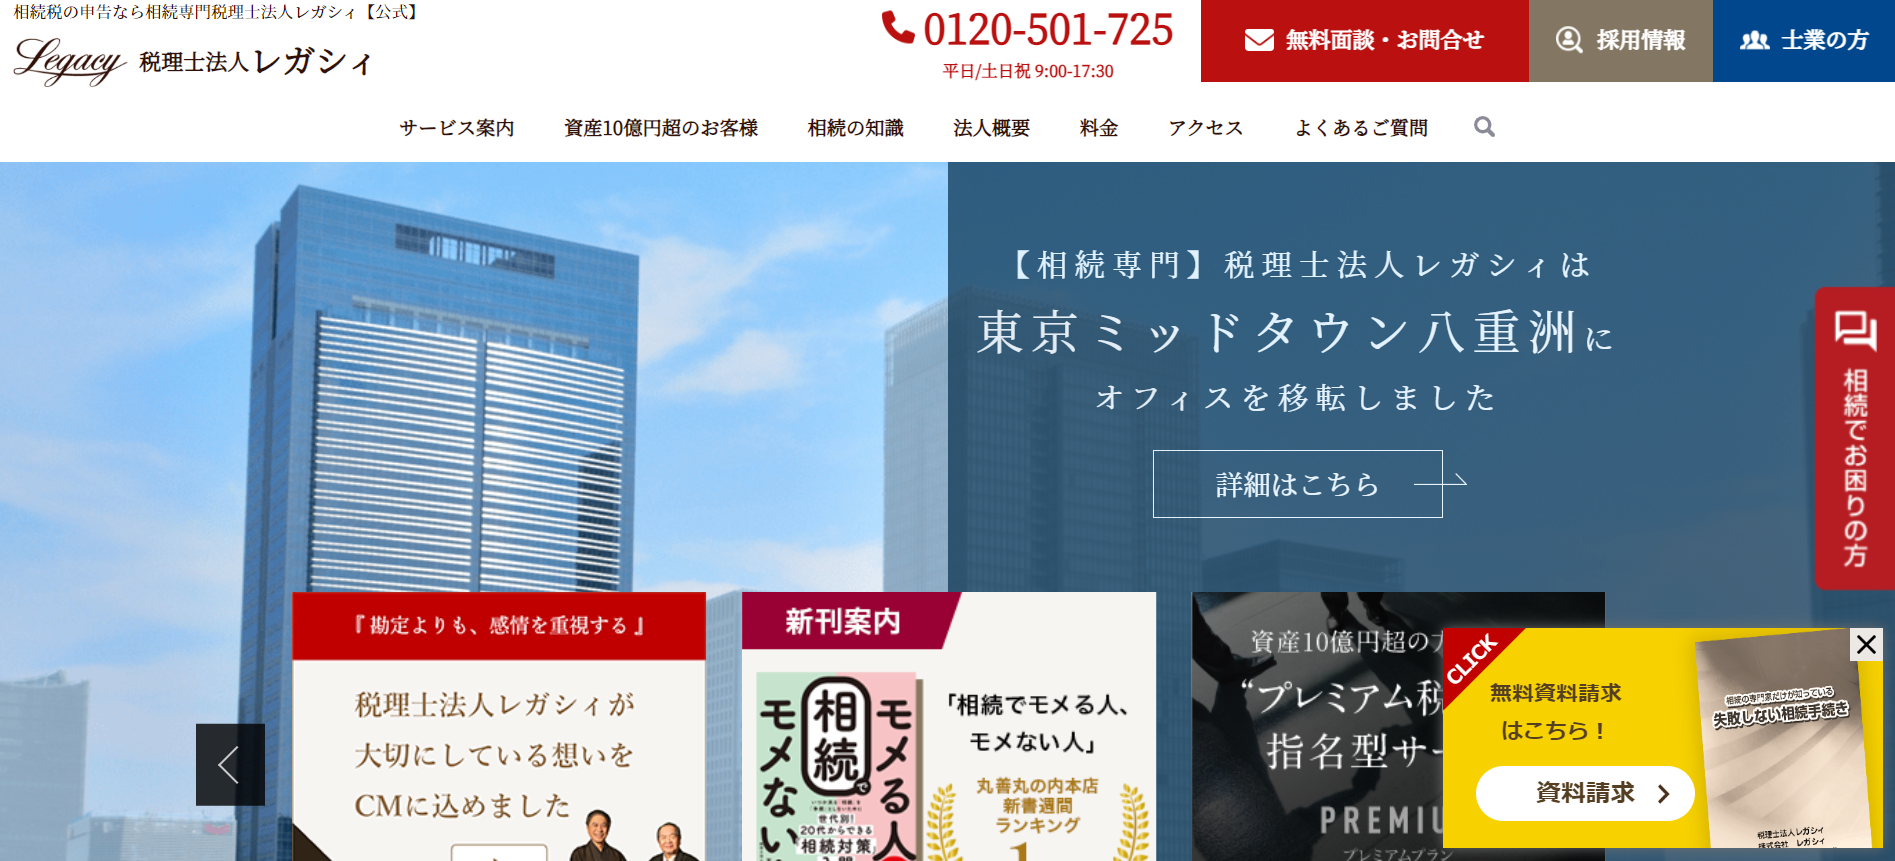 相続税の申告なら相続専門税理士法人レガシィ【公式】
Legacy 税理士法人レガシィ
0120-501-725
平日/土日祝 9:00-17:30
無料面談・お問合せ
採用情報
士業の方
サービス案内 資産10億円超のお客様 相続の知識 法人概要 料金 アクセス よくあるご質問
【相続専門】税理士法人レガシィは
東京ミッドタウン八重洲に
オフィスを移転しました
詳細はこちら
相続でお困りの方
『勘定よりも、感情を重視する』
税理士法人レガシィが
大切にしている想いを
CMに込めました
新刊案内
モメる人
相続で
モメない
世代別!
20代からできる
相続対策
「相続でモメる人、
モメない人」
丸善丸の内本店
新書週間
ランキング
1
資産10億円超の
“プレミアム税
指名型サー
PREMIU
プレミアムプラン
CLICK
無料資料請求
はこちら!
資料請求
相続の専門家だけが知っている
失敗しない相続手続き
税理士法人レガシィ
株式会社 レガシィ